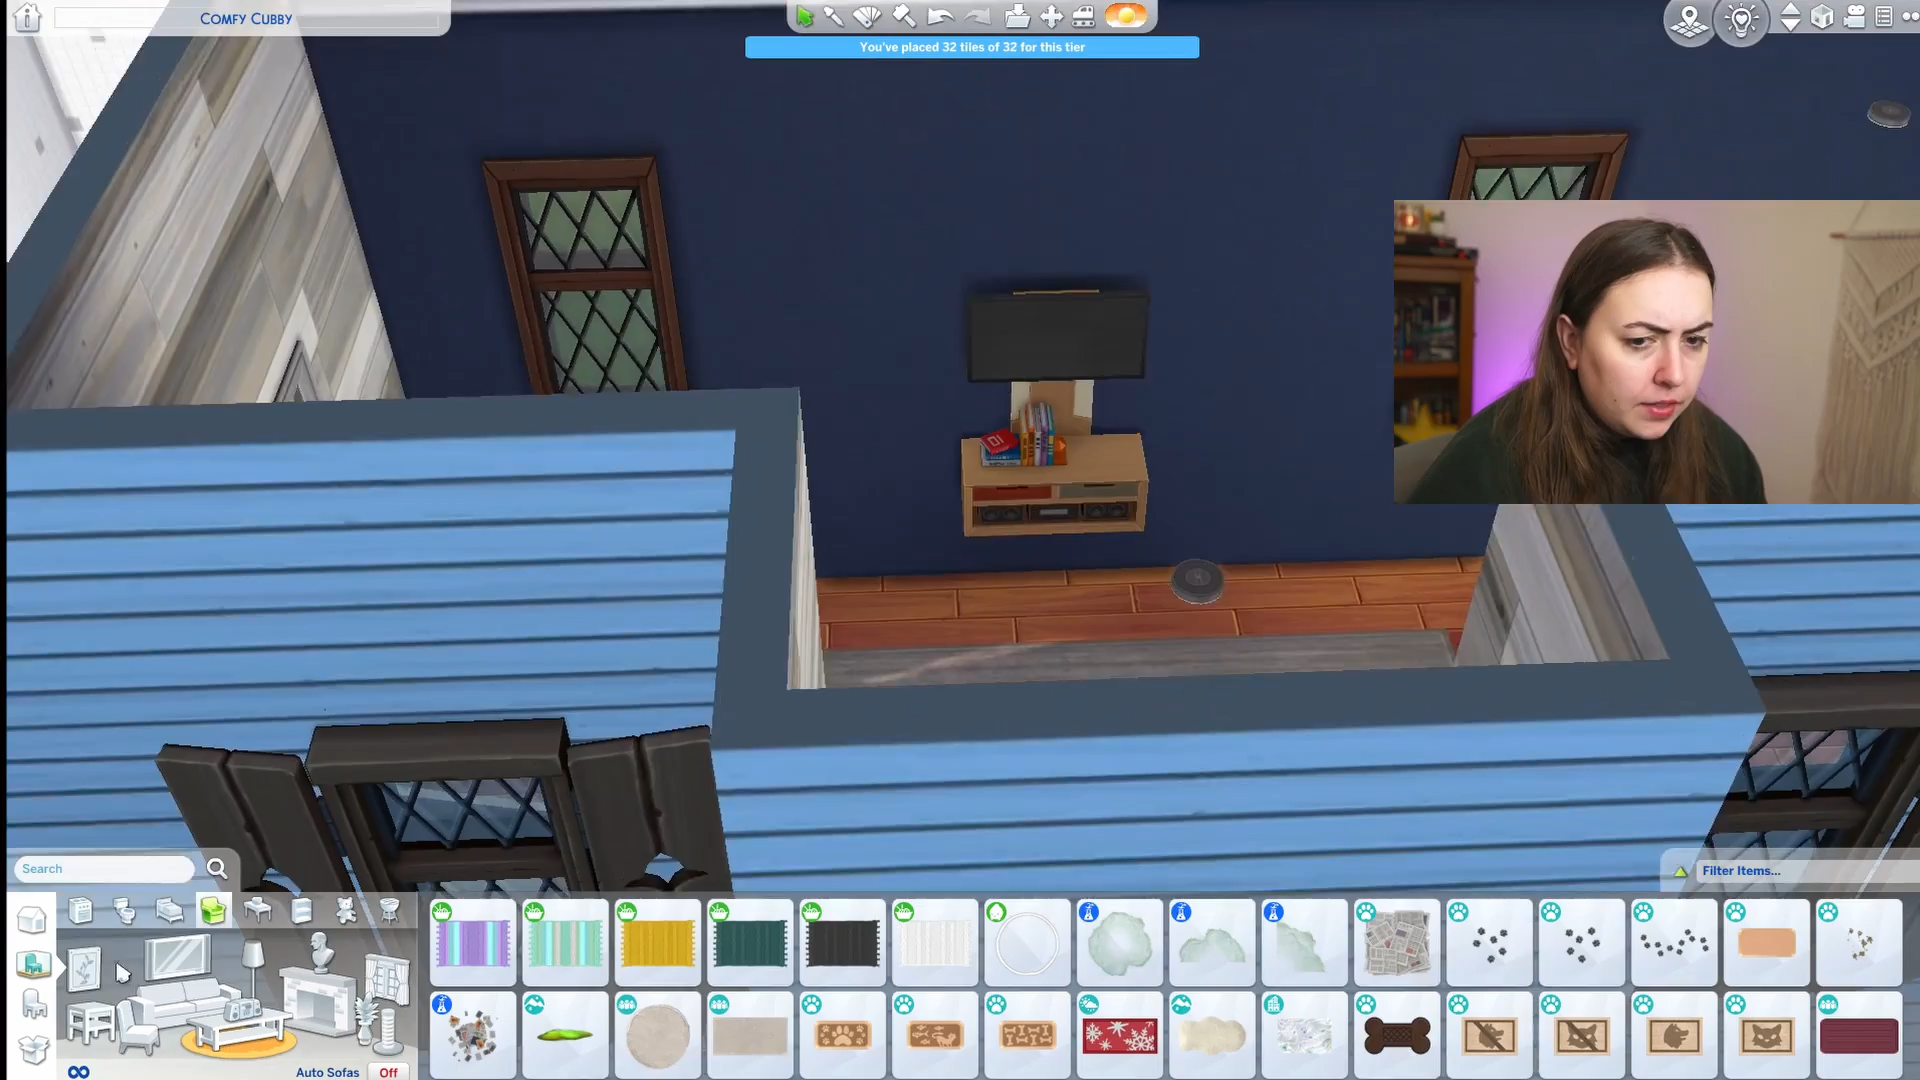 COMFY CUBBY
You've placed 32 tiles of 32 for this tier
Search
Filter Items...
Auto Sofas
Off